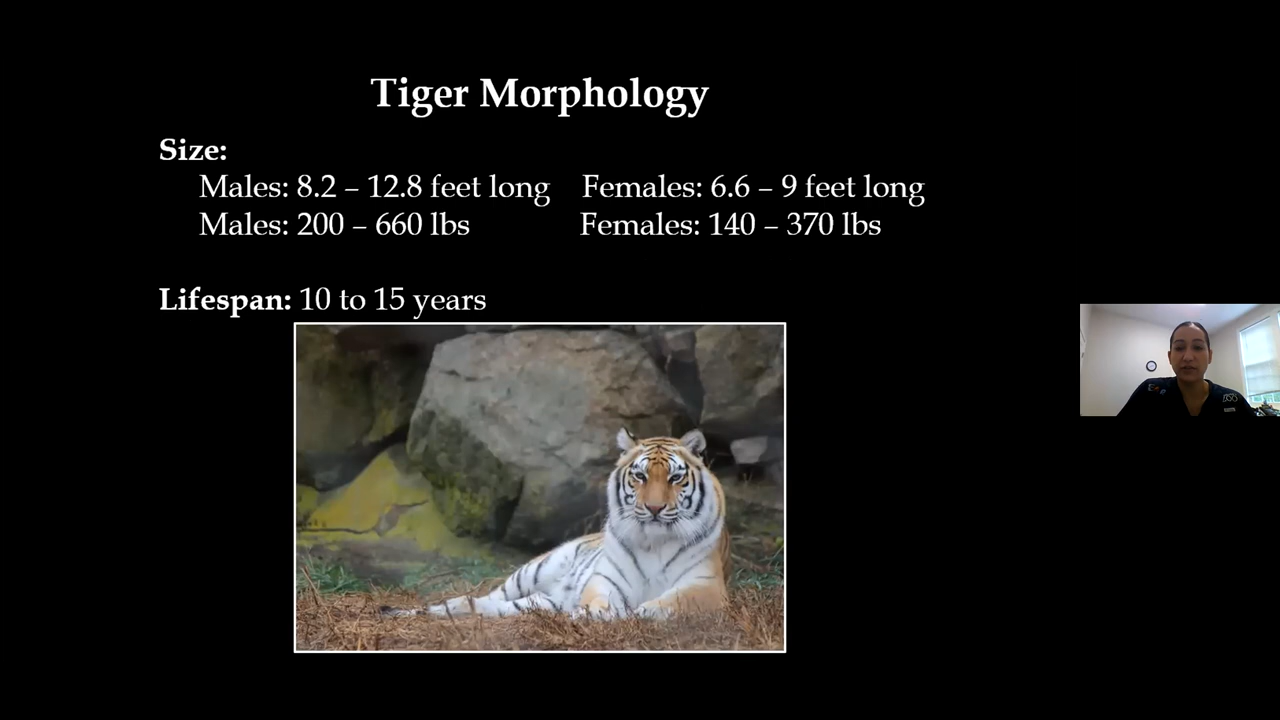 Tiger Morphology
Size:
Males: 8.2 – 12.8 feet long Females: 6.6 – 9 feet long
Males: 200 – 660 lbs Females: 140 – 370 lbs
Lifespan: 10 to 15 years